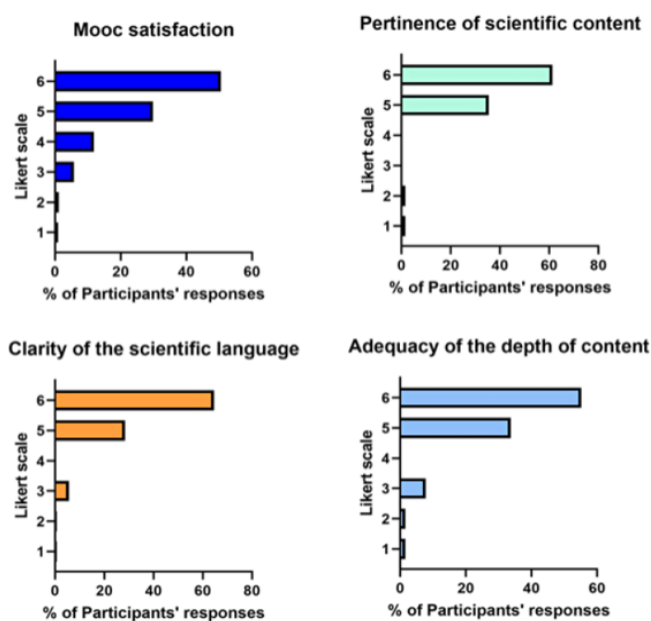 Mooc satisfaction
Likert scale
6
5
4
3
2
1
0 20 40 60
% of Participants' responses
Pertinence of scientific content
Likert scale
6
5
4
3
2
1
0 20 40 60 80
% of Participants' responses
Clarity of the scientific language
Likert scale
6
5
4
3
2
1
0 20 40 60 80
% of Participants' responses
Adequacy of the depth of content
Likert scale
6
5
4
3
2
1
0 20 40 60
% of Participants' responses